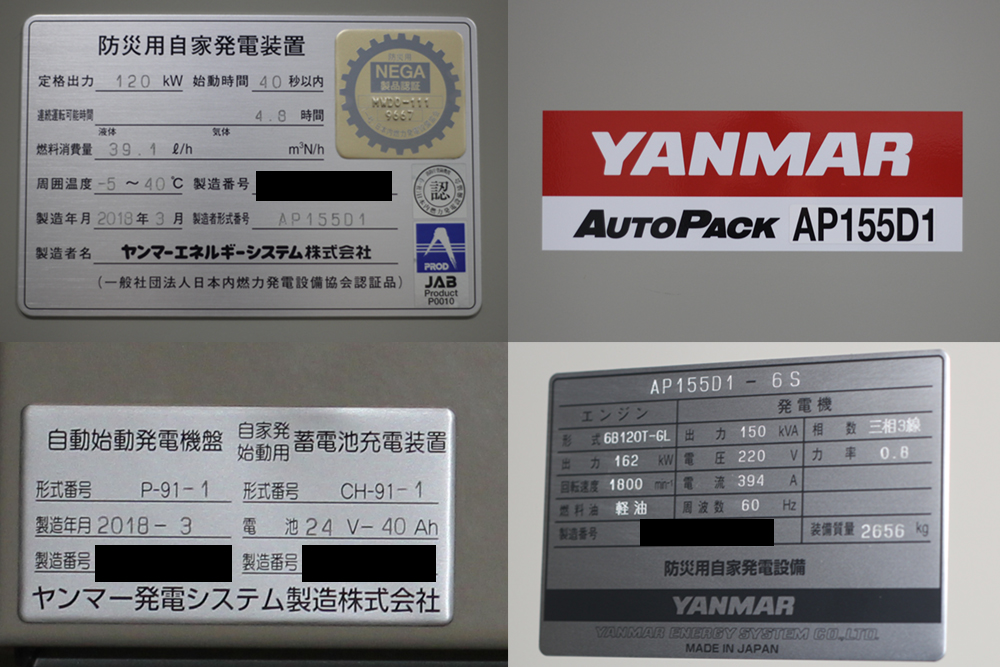 防災用自家発電装置
定格出力 120 kW 始動時間 40 秒以内
連続運転可能時間 4.8 時間
液体 気体
燃料消費量 39.1 ℓ/h m³N/h
周囲温度 -5 ～ 40 ℃ 製造番号
製造年月 2018年 3月 製造者形式番号 AP155D1
製造者名 ヤンマーエネルギーシステム株式会社
(一般社団法人日本内燃力発電設備協会認証品)
NEGA
製品認証
MWDO-111
9667
認
PROD
JAB
Product
P0010
YANMAR
AUTOPACK AP155D1
自動始動発電機盤
形式番号 P-91-1
製造年月 2018-3
製造番号
自家発始動用 蓄電池充電装置
形式番号 CH-91-1
電池 24 V-40 Ah
製造番号
ヤンマー発電システム製造株式会社
AP155D1 - 6S
エンジン 発電機
形式 6B120T-GL 出力 150 kVA 相数 三相3線
出力 162 kW 電圧 220 V 力率 0.8
回転速度 1800 min⁻¹ 電流 394 A
燃料油 軽油 周波数 60 Hz
製造番号 装備質量 2656 kg
防災用自家発電設備
YANMAR
YANMAR ENERGY SYSTEM CO.,LTD.
MADE IN JAPAN